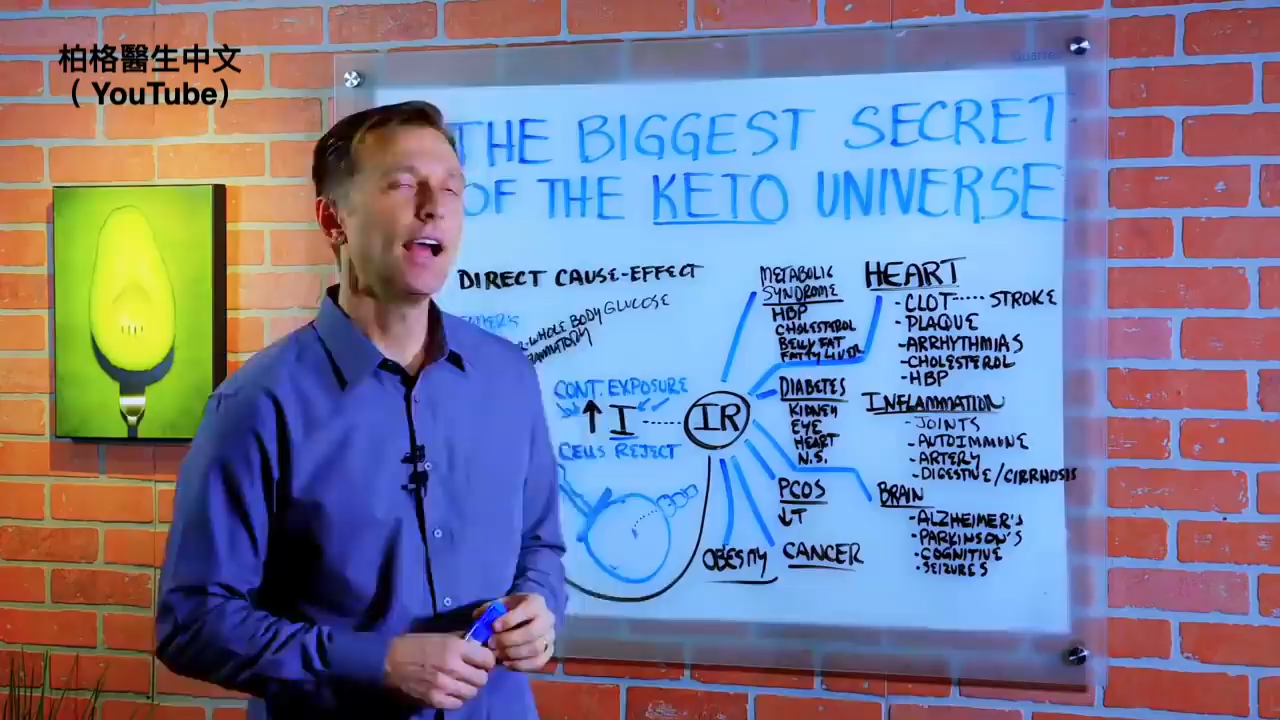 柏格醫生中文
（YouTube）
THE BIGGEST SECRET
OF THE KETO UNIVERSE
DIRECT CAUSE-EFFECT
WHOLE BODY GLUCOSE
CONT. EXPOSURE
↑ I
CELLS REJECT
IR
METABOLIC
SYNDROME
HBP
CHOLESTEROL
BELLY FAT
FATTY LIVER
DIABETES
KIDNEY
EYE
HEART
N.S.
PCOS
↓T
OBESITY
CANCER
HEART
-CLOT STROKE
-PLAQUE
-ARRHYTHMIAS
-CHOLESTEROL
-HBP
INFLAMMATION
-JOINTS
-AUTOIMMUNE
-ARTERY
-DIGESTIVE/CIRRHOSIS
BRAIN
-ALZHEIMER'S
-PARKINSON'S
-COGNITIVE
-SEIZURES